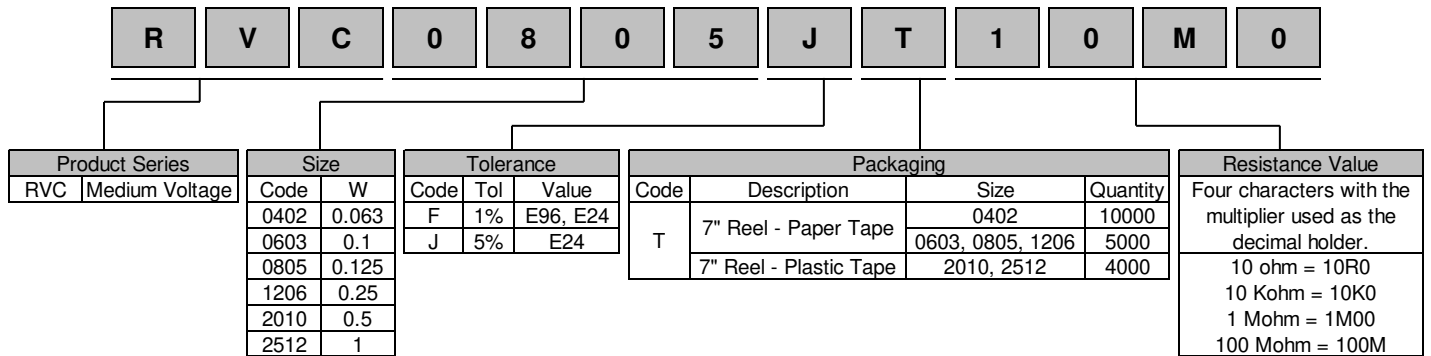 R V C 0 8 0 5 J T 1 0 M 0
Product Series
RVC Medium Voltage
Size
Code W
0402 0.063
0603 0.1
0805 0.125
1206 0.25
2010 0.5
2512 1
Tolerance
Code Tol Value
F 1% E96, E24
J 5% E24
Packaging
Code Description Size Quantity
T 7" Reel - Paper Tape 0402 10000
0603, 0805, 1206 5000
7" Reel - Plastic Tape 2010, 2512 4000
Resistance Value
Four characters with the
multiplier used as the
decimal holder.
10 ohm = 10R0
10 Kohm = 10K0
1 Mohm = 1M00
100 Mohm = 100M